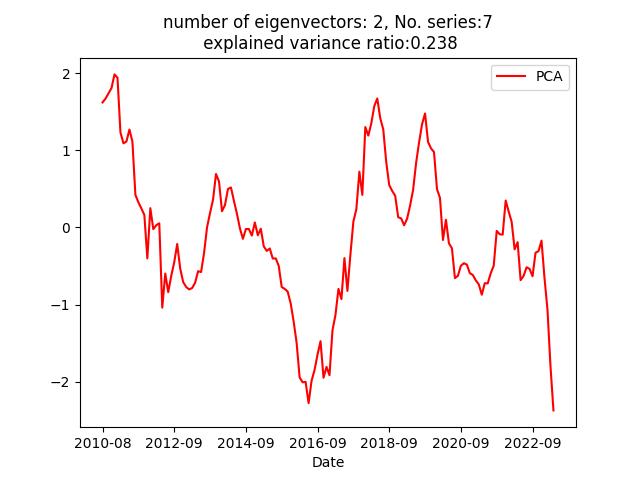 number of eigenvectors: 2, No. series:7
explained variance ratio:0.238
PCA
2
1
0
−1
−2
2010-08 2012-09 2014-09 2016-09 2018-09 2020-09 2022-09
Date